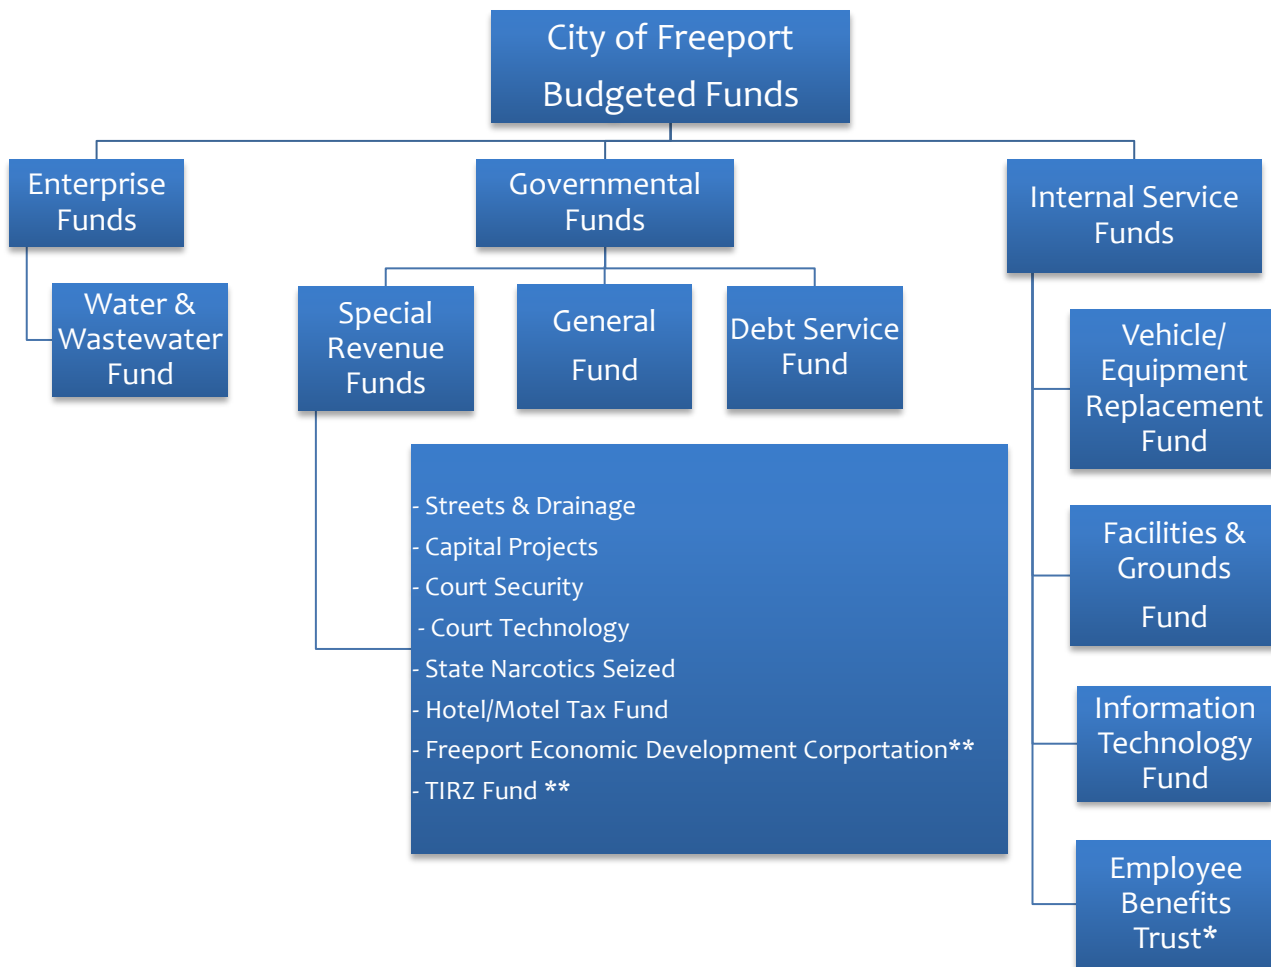 City of Freeport
Budgeted Funds
Enterprise
Funds
Governmental
Funds
Internal Service
Funds
Water &
Wastewater
Fund
Special
Revenue
Funds
General
Fund
Debt Service
Fund
Vehicle/
Equipment
Replacement
Fund
- Streets & Drainage
- Capital Projects
- Court Security
- Court Technology
- State Narcotics Seized
- Hotel/Motel Tax Fund
- Freeport Economic Development Corportation**
- TIRZ Fund **
Facilities &
Grounds
Fund
Information
Technology
Fund
Employee
Benefits
Trust*